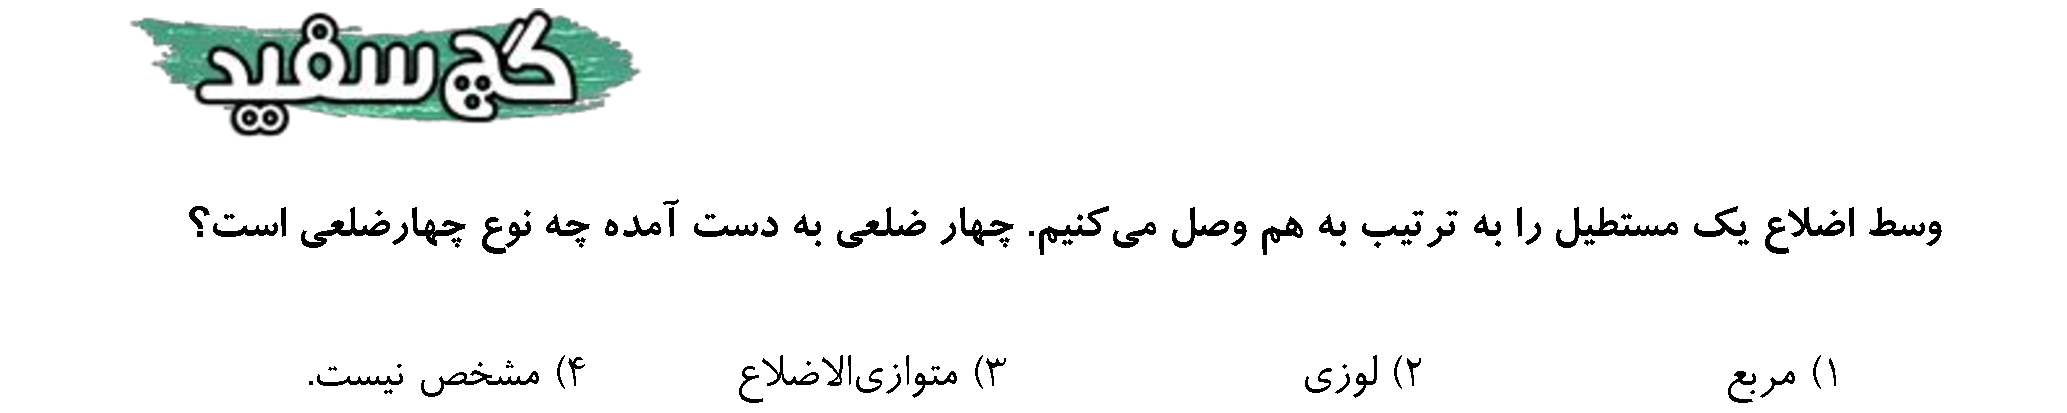 گچ سفید
وسط اضلاع یک مستطیل را به ترتیب به هم وصل می‌کنیم. چهار ضلعی به دست آمده چه نوع چهارضلعی است؟
۱) مربع ۲) لوزی ۳) متوازی‌الاضلاع ۴) مشخص نیست.